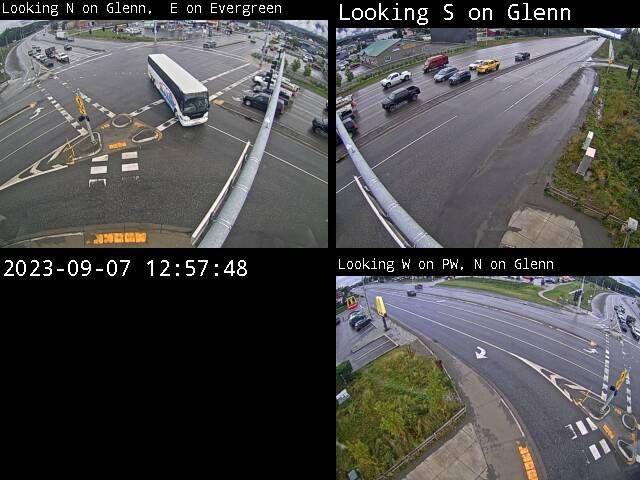 Looking N on Glenn,  E on Evergreen
Looking S on Glenn
2023-09-07 12:57:48
Looking W on PW, N on Glenn